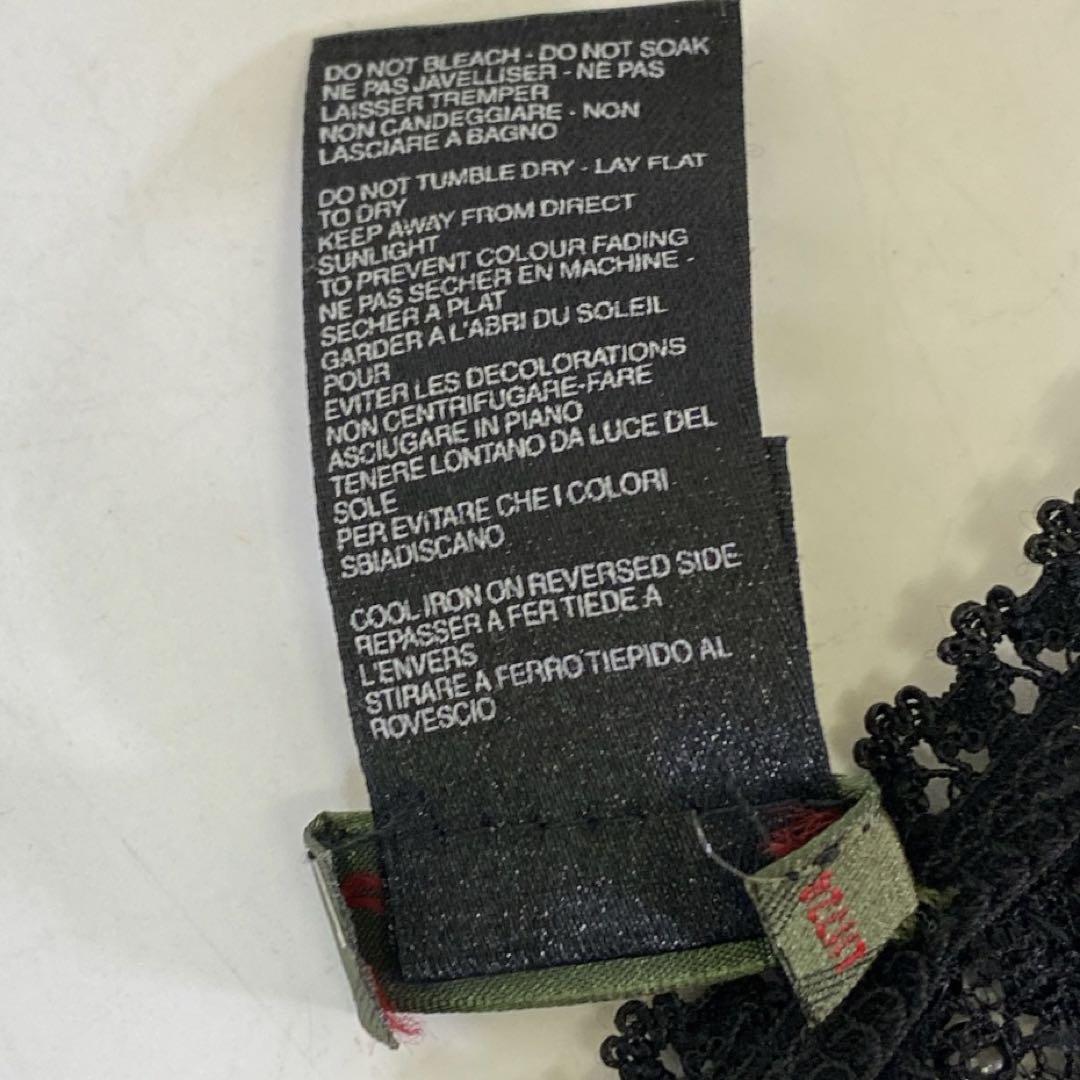 DO NOT BLEACH - DO NOT SOAK
NE PAS JAVELLISER - NE PAS
LAISSER TREMPER
NON CANDEGGIARE - NON
LASCIARE A BAGNO
DO NOT TUMBLE DRY - LAY FLAT
TO DRY
KEEP AWAY FROM DIRECT
SUNLIGHT
TO PREVENT COLOUR FADING
NE PAS SECHER EN MACHINE -
SECHER A PLAT
GARDER A L'ABRI DU SOLEIL
POUR
EVITER LES DECOLORATIONS
NON CENTRIFUGARE-FARE
ASCIUGARE IN PIANO
TENERE LONTANO DA LUCE DEL
SOLE
PER EVITARE CHE I COLORI
SBIADISCANO
COOL IRON ON REVERSED SIDE
REPASSER A FER TIEDE A
L'ENVERS
STIRARE A FERRO TIEPIDO AL
ROVESCIO